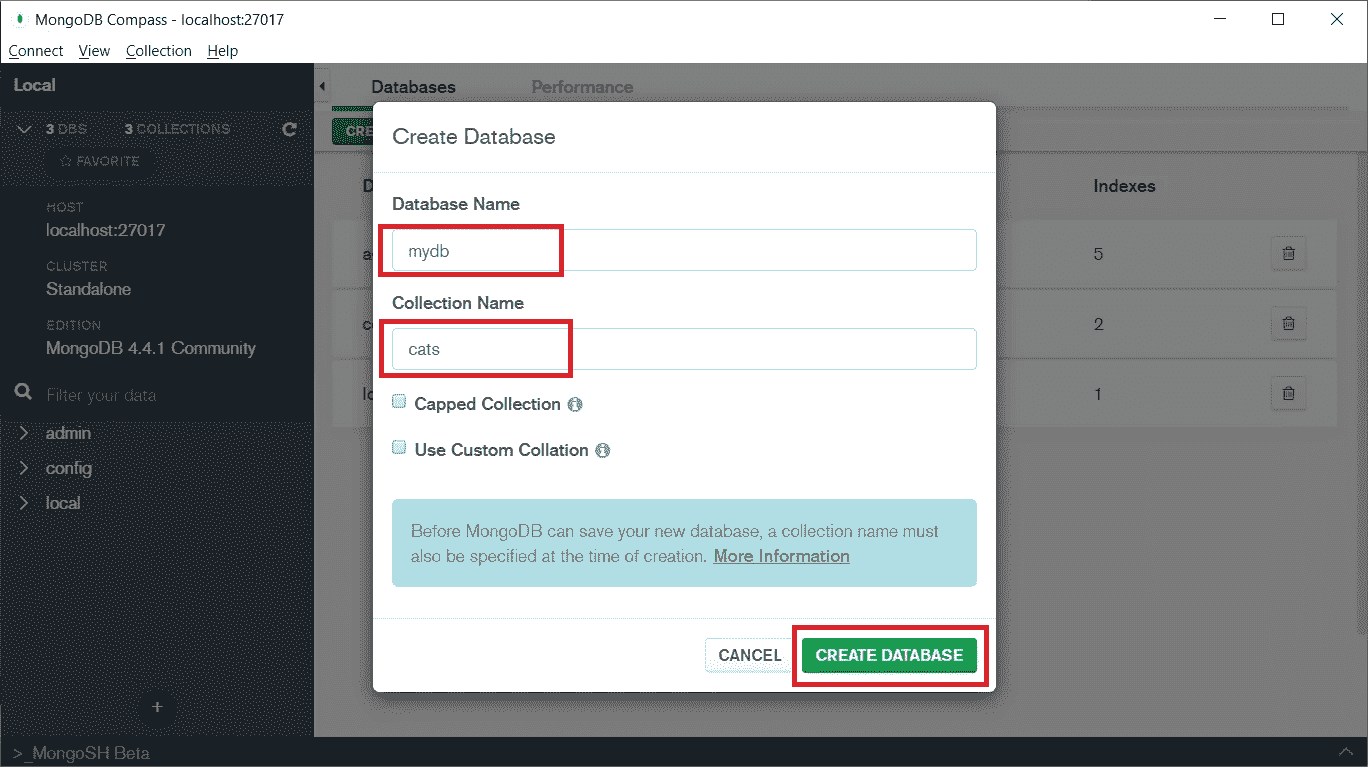 MongoDB Compass - localhost:27017
Connect View Collection Help
Local
Databases Performance
3 DBS 3 COLLECTIONS
CRE
FAVORITE
HOST
localhost:27017
CLUSTER
Standalone
EDITION
MongoDB 4.4.1 Community
Filter your data
admin
config
local
>_MongoSH Beta
Create Database
Database Name
mydb
Collection Name
cats
Capped Collection
Use Custom Collation
Before MongoDB can save your new database, a collection name must
also be specified at the time of creation. More Information
CANCEL CREATE DATABASE
Indexes
5
2
1